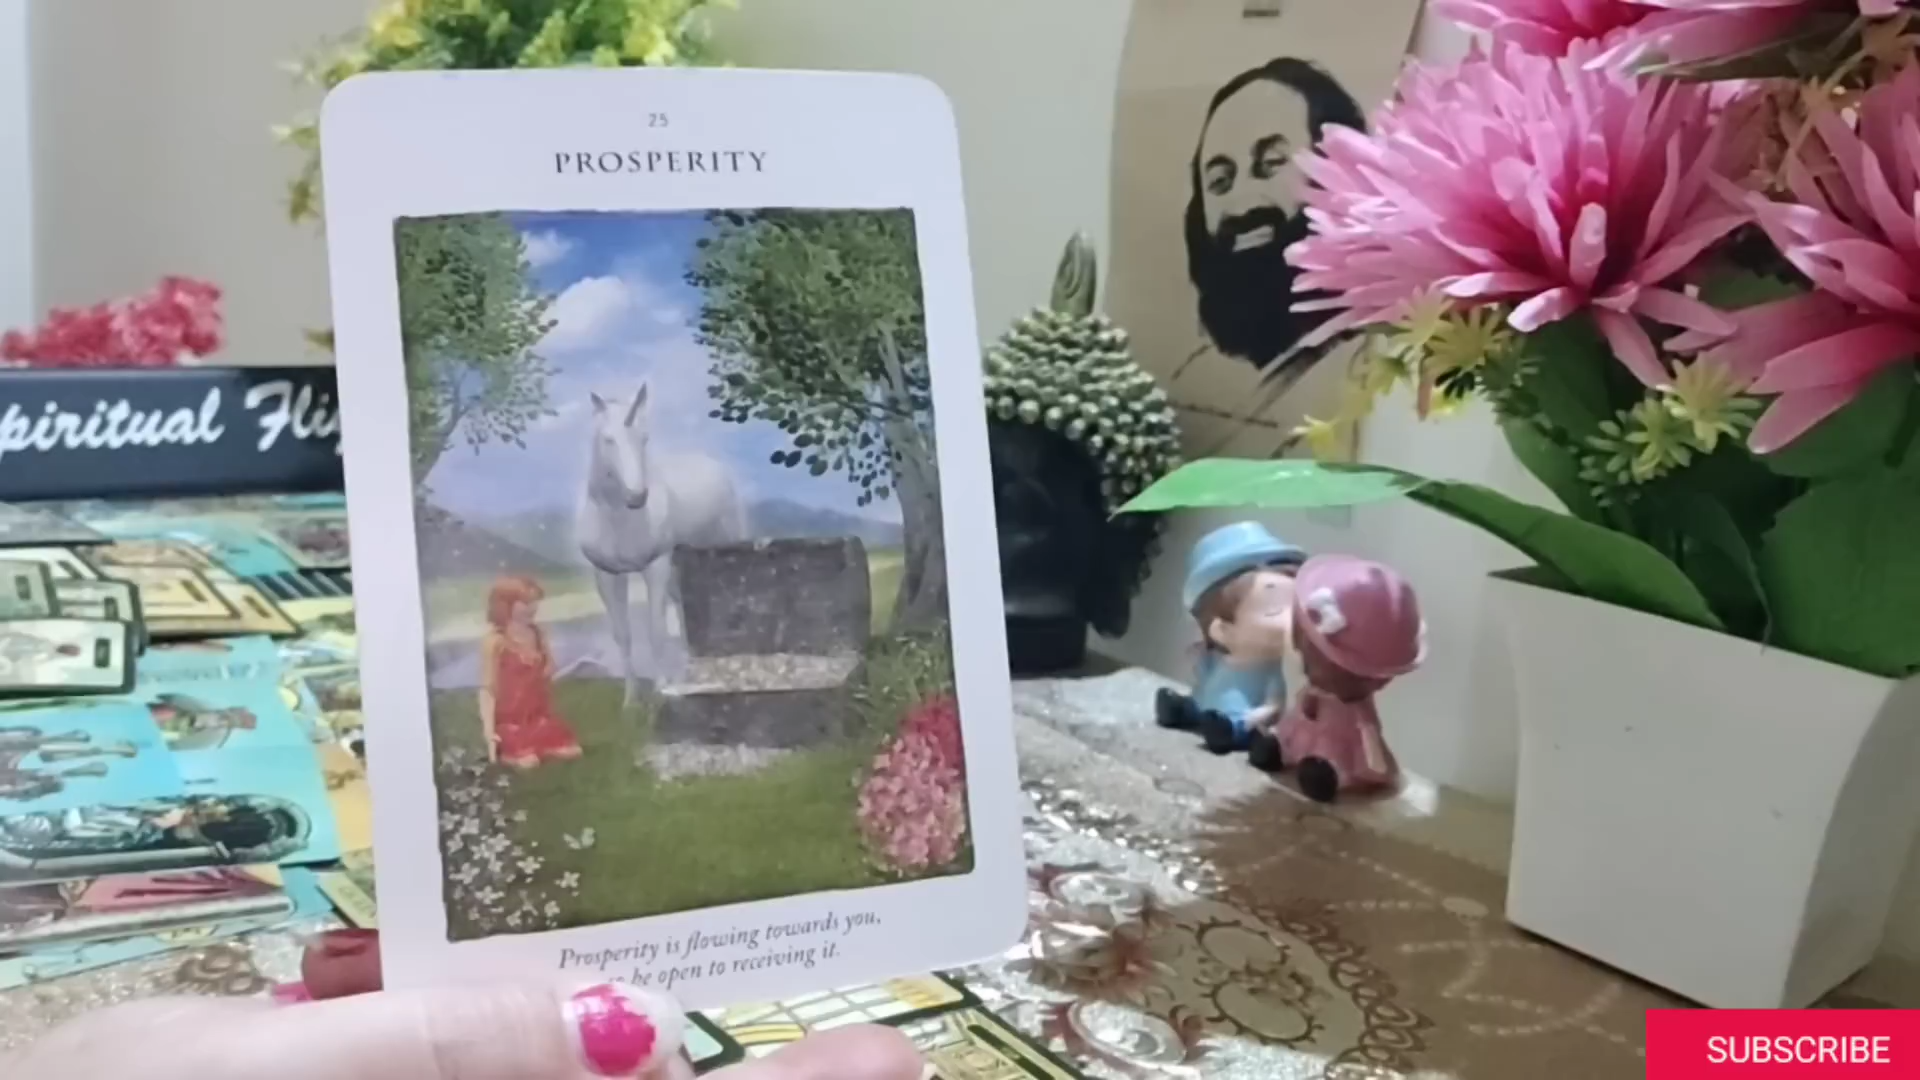 25
PROSPERITY
piritual Fli
Prosperity is flowing towards you,
be open to receiving it.
SUBSCRIBE